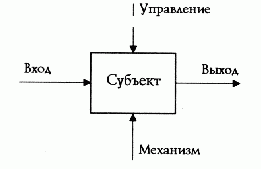 Управление
Вход
Субъект
Выход
Механизм